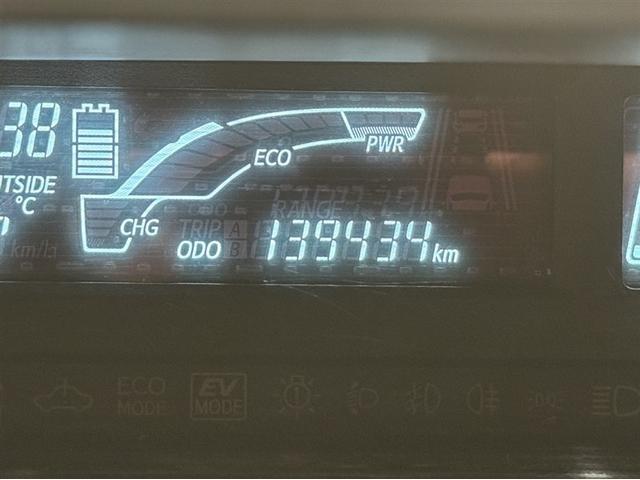 38
ECO
PWR
OUTSIDE
°C
CHG
RANGE
km/h
TRIP A
B
ODO 139434 km
ECO
MODE
EV
MODE